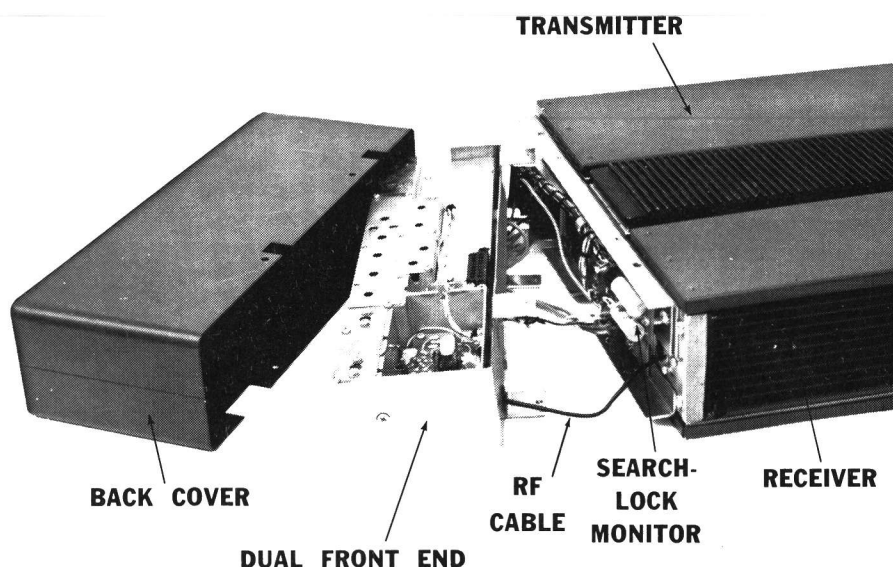 TRANSMITTER
BACK COVER
DUAL FRONT END
RF
CABLE
SEARCH-
LOCK
MONITOR
RECEIVER